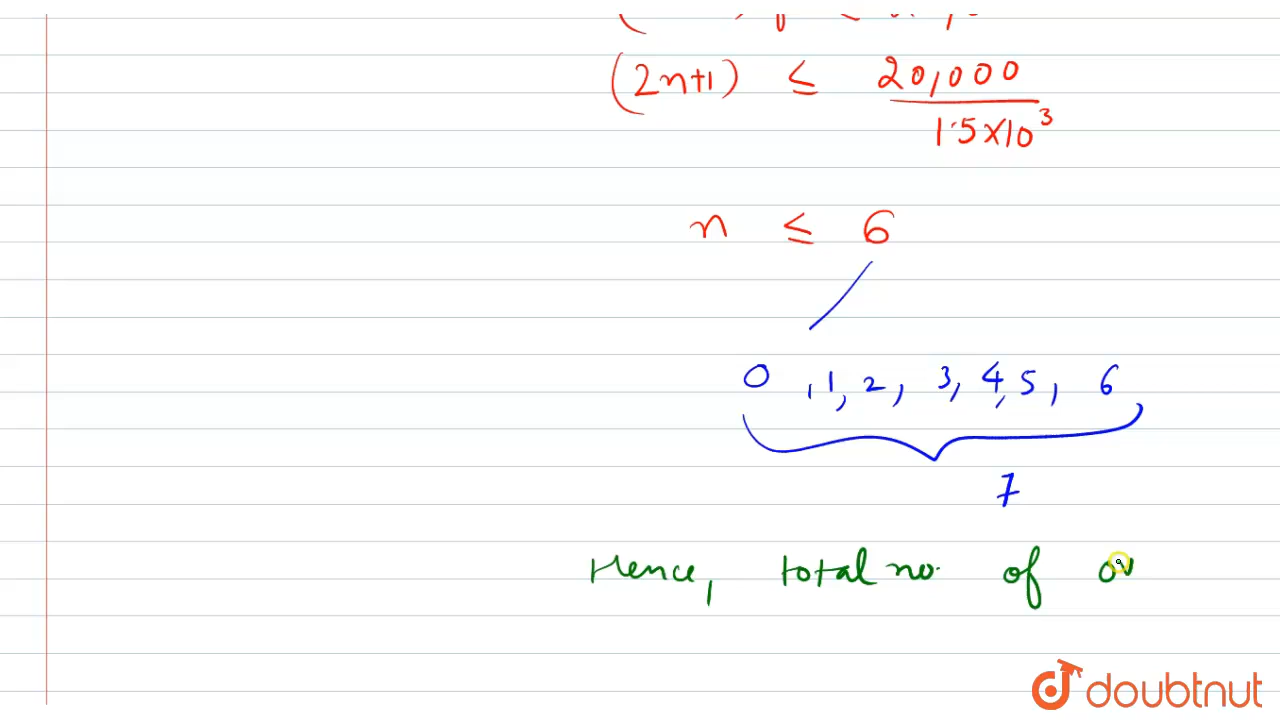 (2n+1) ≤ 20,000 / 1.5×10³
n ≤ 6
0, 1, 2, 3, 4, 5, 6
7
Hence, total no. of
doubtnut